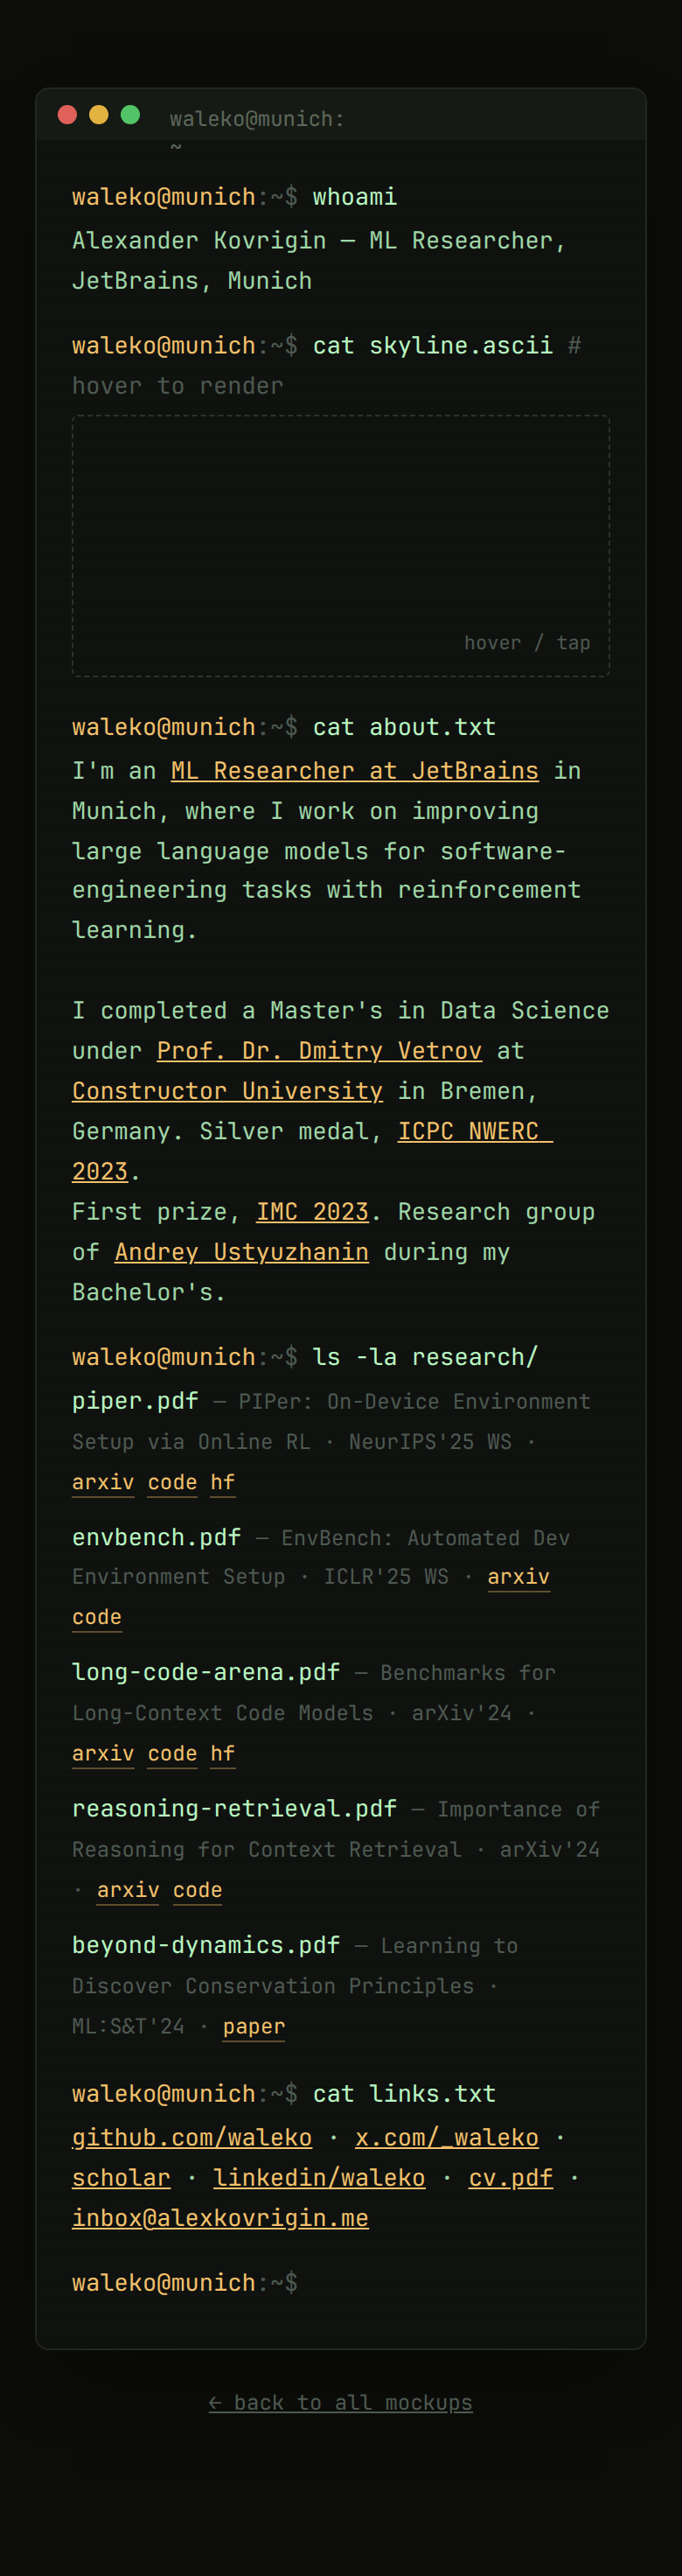 waleko@munich:
~
waleko@munich:~$ whoami
Alexander Kovrigin — ML Researcher,
JetBrains, Munich
waleko@munich:~$ cat skyline.ascii #
hover to render
hover / tap
waleko@munich:~$ cat about.txt
I'm an ML Researcher at JetBrains in
Munich, where I work on improving
large language models for software-
engineering tasks with reinforcement
learning.
I completed a Master's in Data Science
under Prof. Dr. Dmitry Vetrov at
Constructor University in Bremen,
Germany. Silver medal, ICPC NWERC
2023.
First prize, IMC 2023. Research group
of Andrey Ustyuzhanin during my
Bachelor's.
waleko@munich:~$ ls -la research/
piper.pdf — PIPer: On-Device Environment
Setup via Online RL · NeurIPS'25 WS ·
arxiv code hf
envbench.pdf — EnvBench: Automated Dev
Environment Setup · ICLR'25 WS · arxiv
code
long-code-arena.pdf — Benchmarks for
Long-Context Code Models · arXiv'24 ·
arxiv code hf
reasoning-retrieval.pdf — Importance of
Reasoning for Context Retrieval · arXiv'24
· arxiv code
beyond-dynamics.pdf — Learning to
Discover Conservation Principles ·
ML:S&T'24 · paper
waleko@munich:~$ cat links.txt
github.com/waleko · x.com/_waleko ·
scholar · linkedin/waleko · cv.pdf ·
inbox@alexkovrigin.me
waleko@munich:~$
← back to all mockups